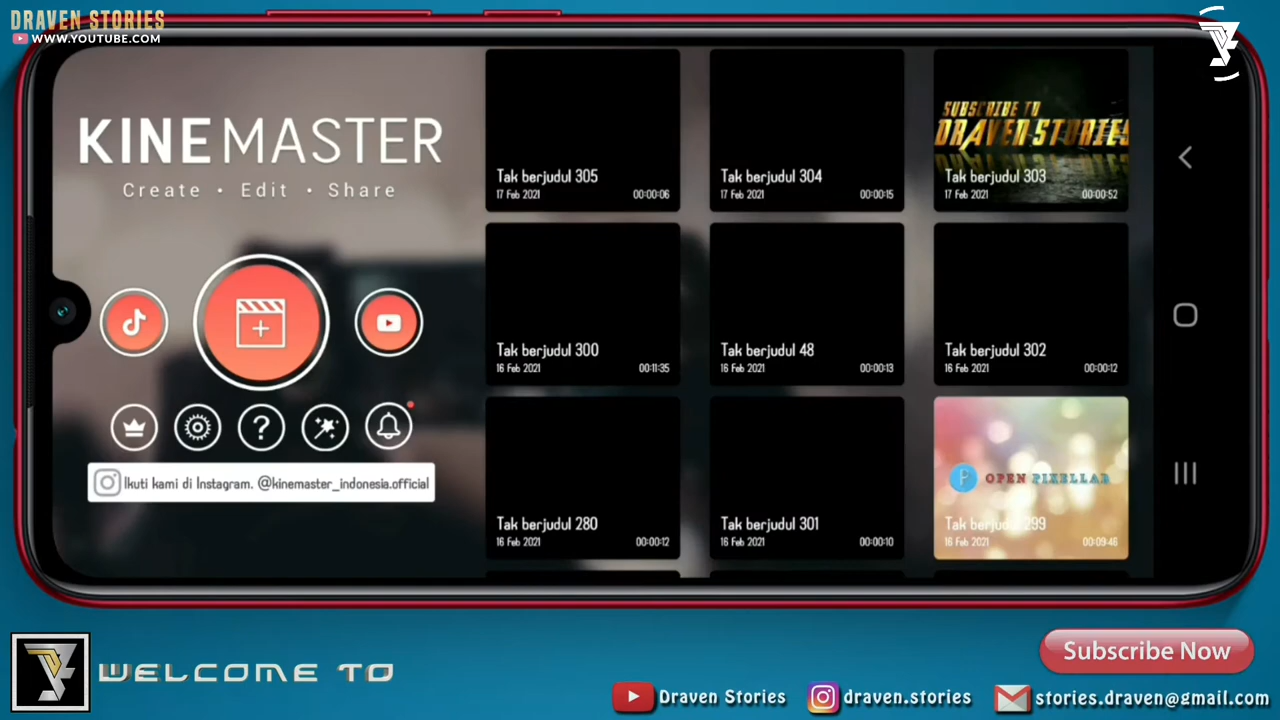 DRAVEN STORIES
WWW.YOUTUBE.COM
KINEMASTER
Create • Edit • Share
Ikuti kami di Instagram. @kinemaster_indonesia.official
Tak berjudul 305
17 Feb 2021 00:00:06
Tak berjudul 304
17 Feb 2021 00:00:15
SUBSCRIBE TO
DRAVEN STORIES
Tak berjudul 303
17 Feb 2021 00:00:52
Tak berjudul 300
16 Feb 2021 00:11:35
Tak berjudul 48
16 Feb 2021 00:00:13
Tak berjudul 302
16 Feb 2021 00:00:12
Tak berjudul 280
16 Feb 2021 00:00:12
Tak berjudul 301
16 Feb 2021 00:00:10
OPEN PIXELLAB
Tak berjudul 299
16 Feb 2021 00:09:46
WELCOME TO
Subscribe Now
Draven Stories
draven.stories
stories.draven@gmail.com